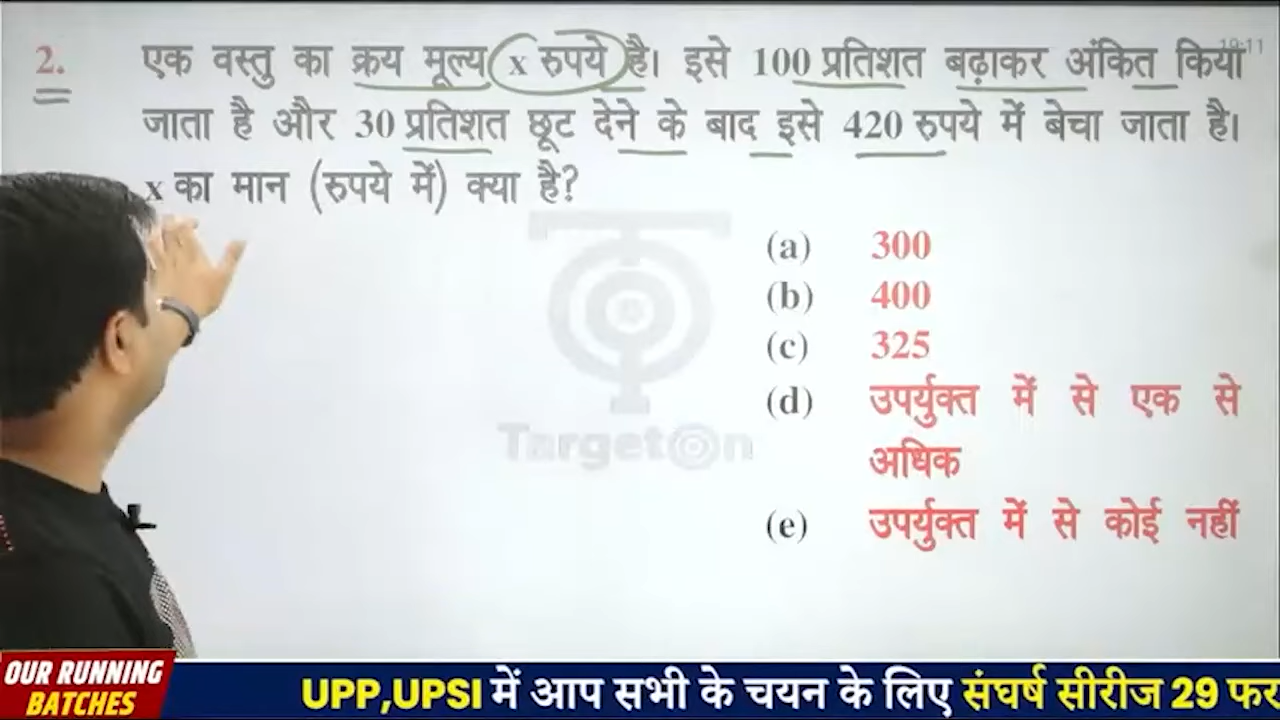 19:11
2. एक वस्तु का क्रय मूल्य x रुपये है। इसे 100 प्रतिशत बढ़ाकर अंकित किया
जाता है और 30 प्रतिशत छूट देने के बाद इसे 420 रुपये में बेचा जाता है।
x का मान (रुपये में) क्या है?
(a) 300
(b) 400
(c) 325
(d) उपर्युक्त में से एक से
अधिक
(e) उपर्युक्त में से कोई नहीं
TargetOn
OUR RUNNING
BATCHES
UPP,UPSI में आप सभी के चयन के लिए संघर्ष सीरीज 29 फर